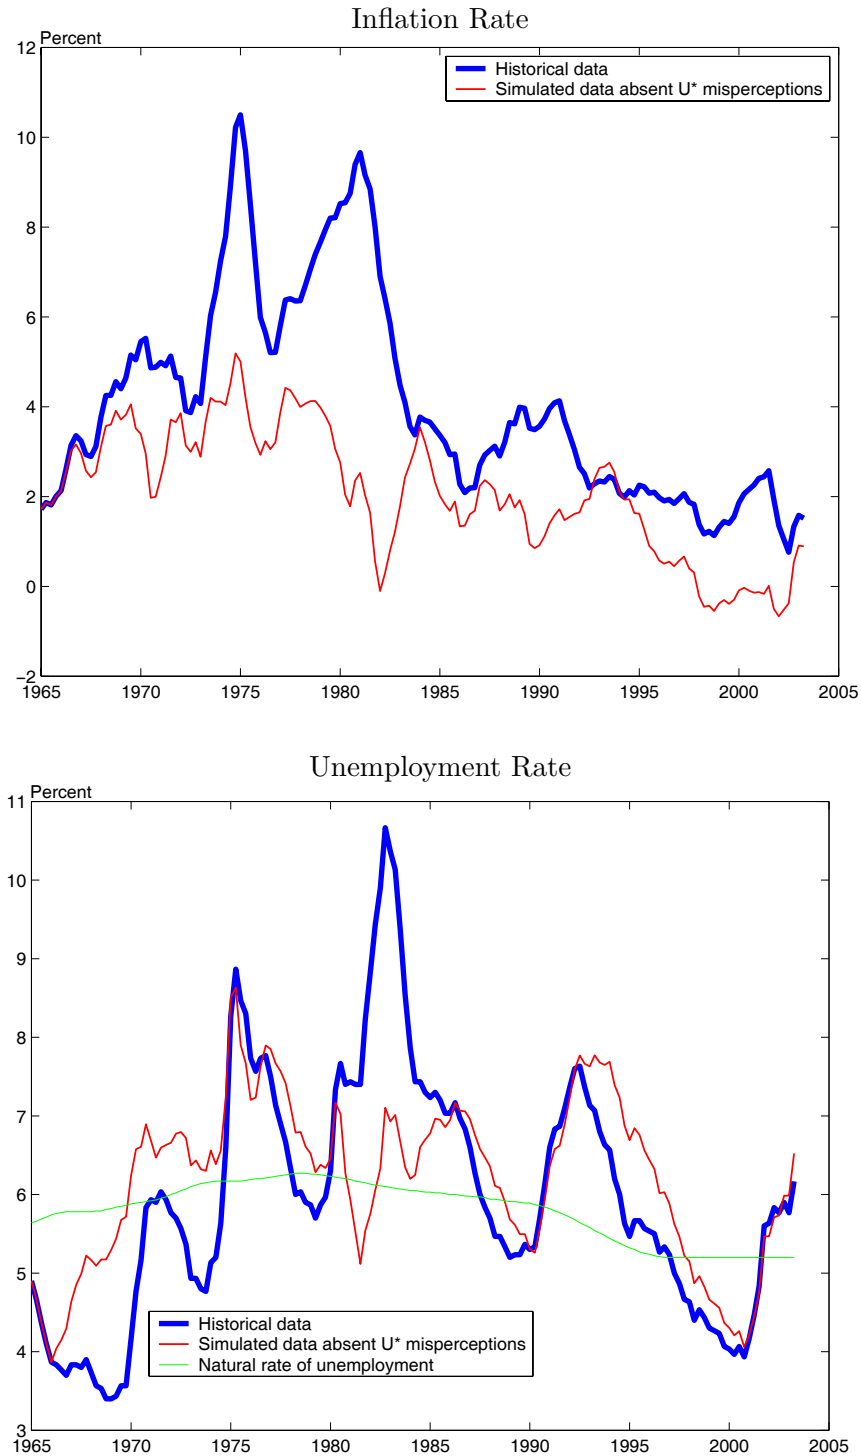 Inflation Rate
Percent
12
Historical data
Simulated data absent U* misperceptions
10
8
6
4
2
0
−2
1965 1970 1975 1980 1985 1990 1995 2000 2005
Unemployment Rate
Percent
11
10
9
8
7
6
5
4
3
Historical data
Simulated data absent U* misperceptions
Natural rate of unemployment
1965 1970 1975 1980 1985 1990 1995 2000 2005